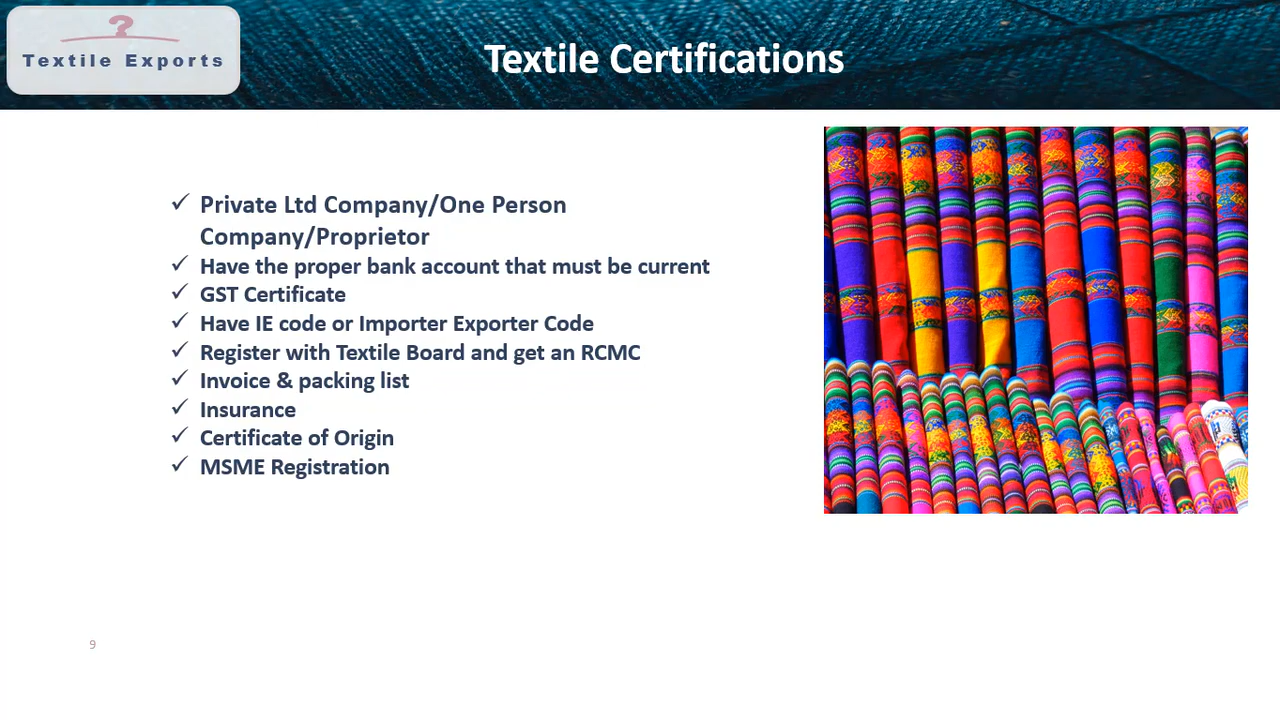 Textile Exports
Textile Certifications
✓ Private Ltd Company/One Person
Company/Proprietor
✓ Have the proper bank account that must be current
✓ GST Certificate
✓ Have IE code or Importer Exporter Code
✓ Register with Textile Board and get an RCMC
✓ Invoice & packing list
✓ Insurance
✓ Certificate of Origin
✓ MSME Registration
9